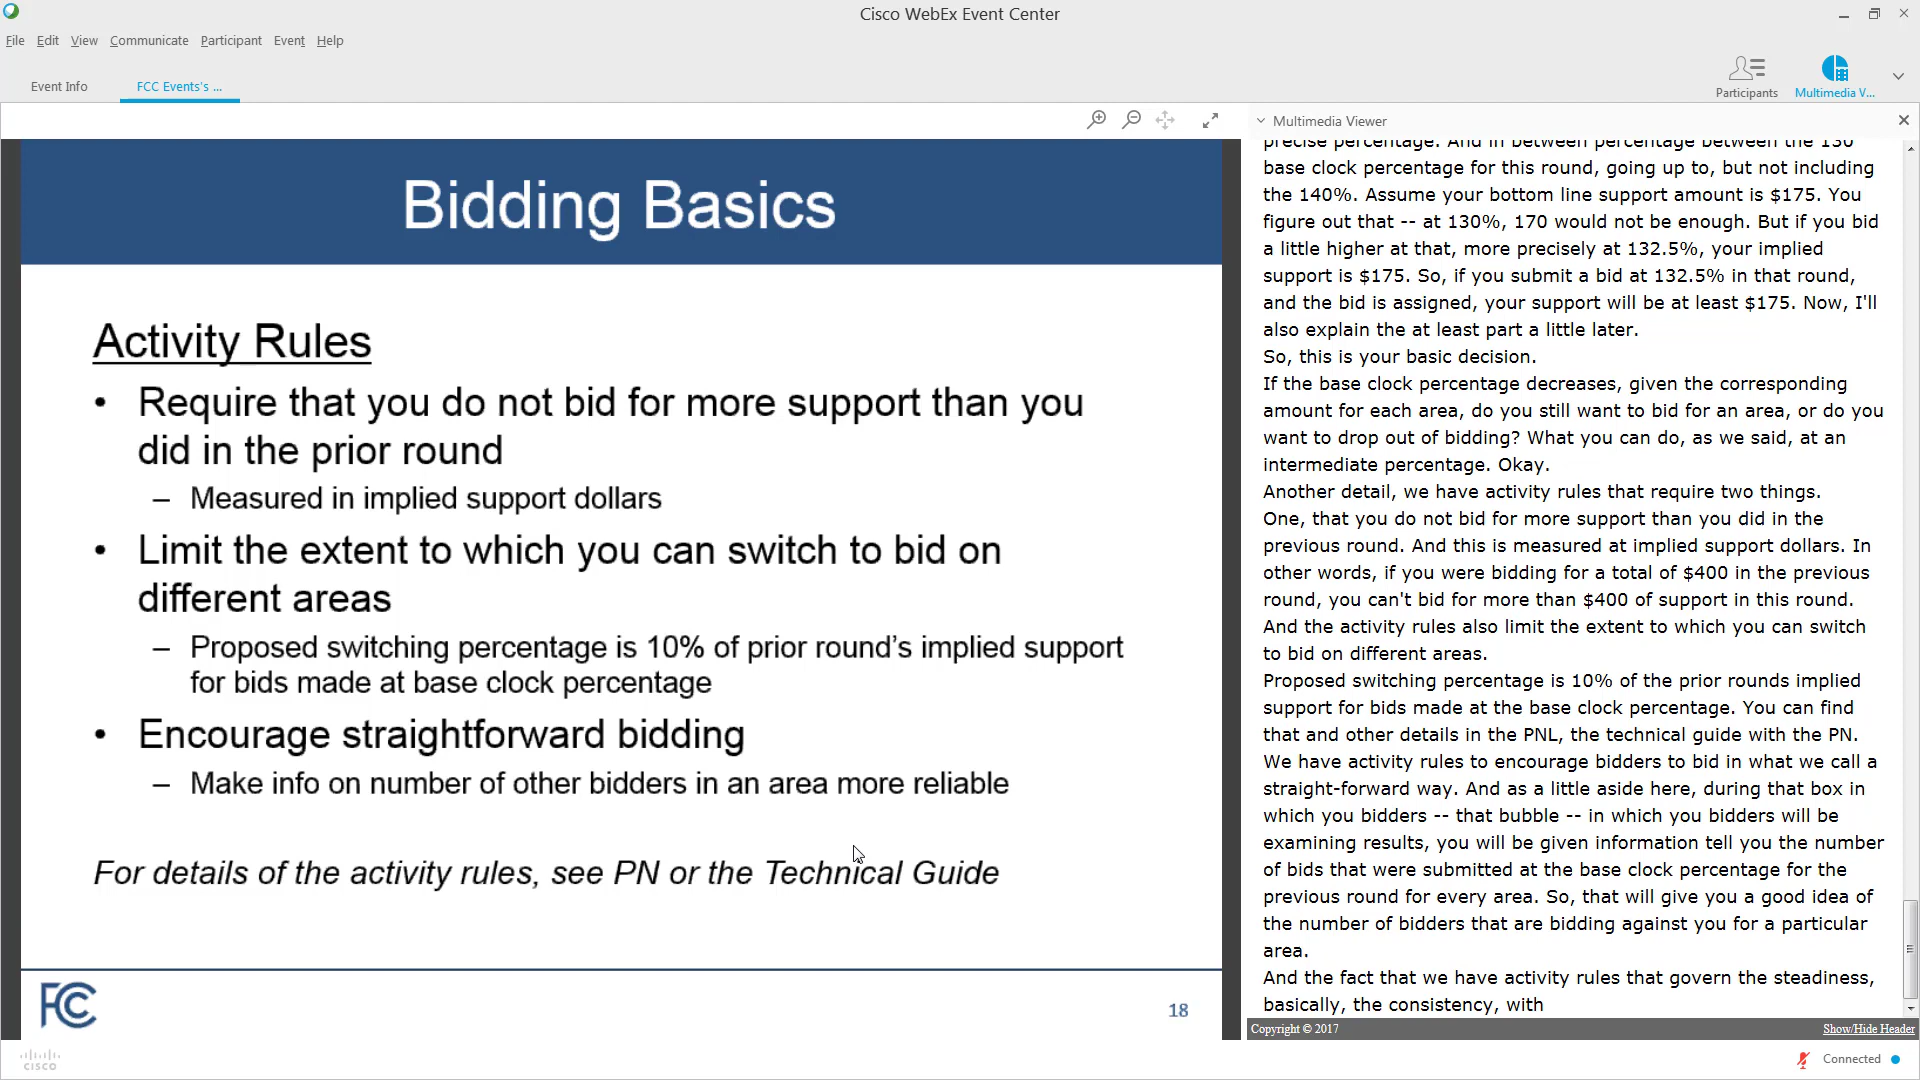 Cisco WebEx Event Center
File Edit View Communicate Participant Event Help
Event Info
FCC Events's ...
Participants
Multimedia V...
Bidding Basics
Activity Rules
• Require that you do not bid for more support than you
did in the prior round
– Measured in implied support dollars
• Limit the extent to which you can switch to bid on
different areas
– Proposed switching percentage is 10% of prior round’s implied support
for bids made at base clock percentage
• Encourage straightforward bidding
– Make info on number of other bidders in an area more reliable
For details of the activity rules, see PN or the Technical Guide
FCC
18
cisco
Multimedia Viewer
precise percentage. And in between percentage between the 130
base clock percentage for this round, going up to, but not including
the 140%. Assume your bottom line support amount is $175. You
figure out that -- at 130%, 170 would not be enough. But if you bid
a little higher at that, more precisely at 132.5%, your implied
support is $175. So, if you submit a bid at 132.5% in that round,
and the bid is assigned, your support will be at least $175. Now, I'll
also explain the at least part a little later.
So, this is your basic decision.
If the base clock percentage decreases, given the corresponding
amount for each area, do you still want to bid for an area, or do you
want to drop out of bidding? What you can do, as we said, at an
intermediate percentage. Okay.
Another detail, we have activity rules that require two things.
One, that you do not bid for more support than you did in the
previous round. And this is measured at implied support dollars. In
other words, if you were bidding for a total of $400 in the previous
round, you can't bid for more than $400 of support in this round.
And the activity rules also limit the extent to which you can switch
to bid on different areas.
Proposed switching percentage is 10% of the prior rounds implied
support for bids made at the base clock percentage. You can find
that and other details in the PNL, the technical guide with the PN.
We have activity rules to encourage bidders to bid in what we call a
straight-forward way. And as a little aside here, during that box in
which you bidders -- that bubble -- in which you bidders will be
examining results, you will be given information tell you the number
of bids that were submitted at the base clock percentage for the
previous round for every area. So, that will give you a good idea of
the number of bidders that are bidding against you for a particular
area.
And the fact that we have activity rules that govern the steadiness,
basically, the consistency, with
Copyright © 2017
Show/Hide Header
Connected